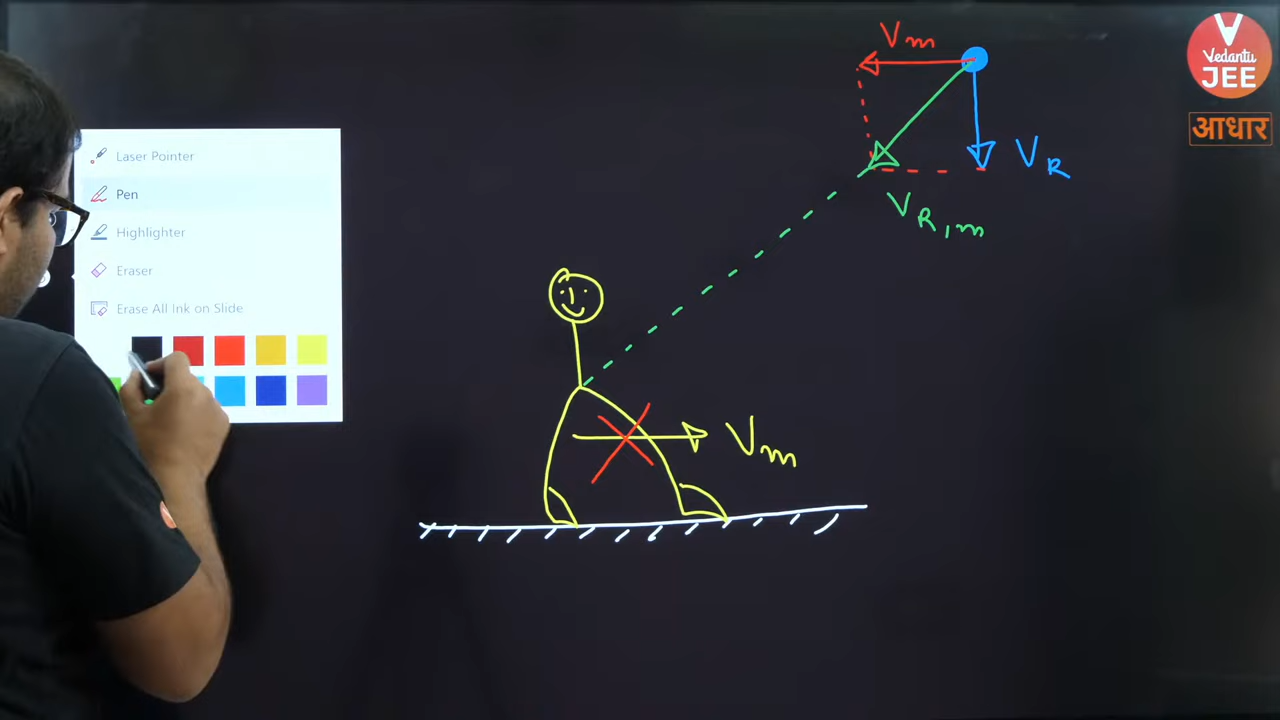 Vm
Vedantu
JEE
आधार
VR
VR,m
Laser Pointer
Pen
Highlighter
Eraser
Erase All Ink on Slide
Vm